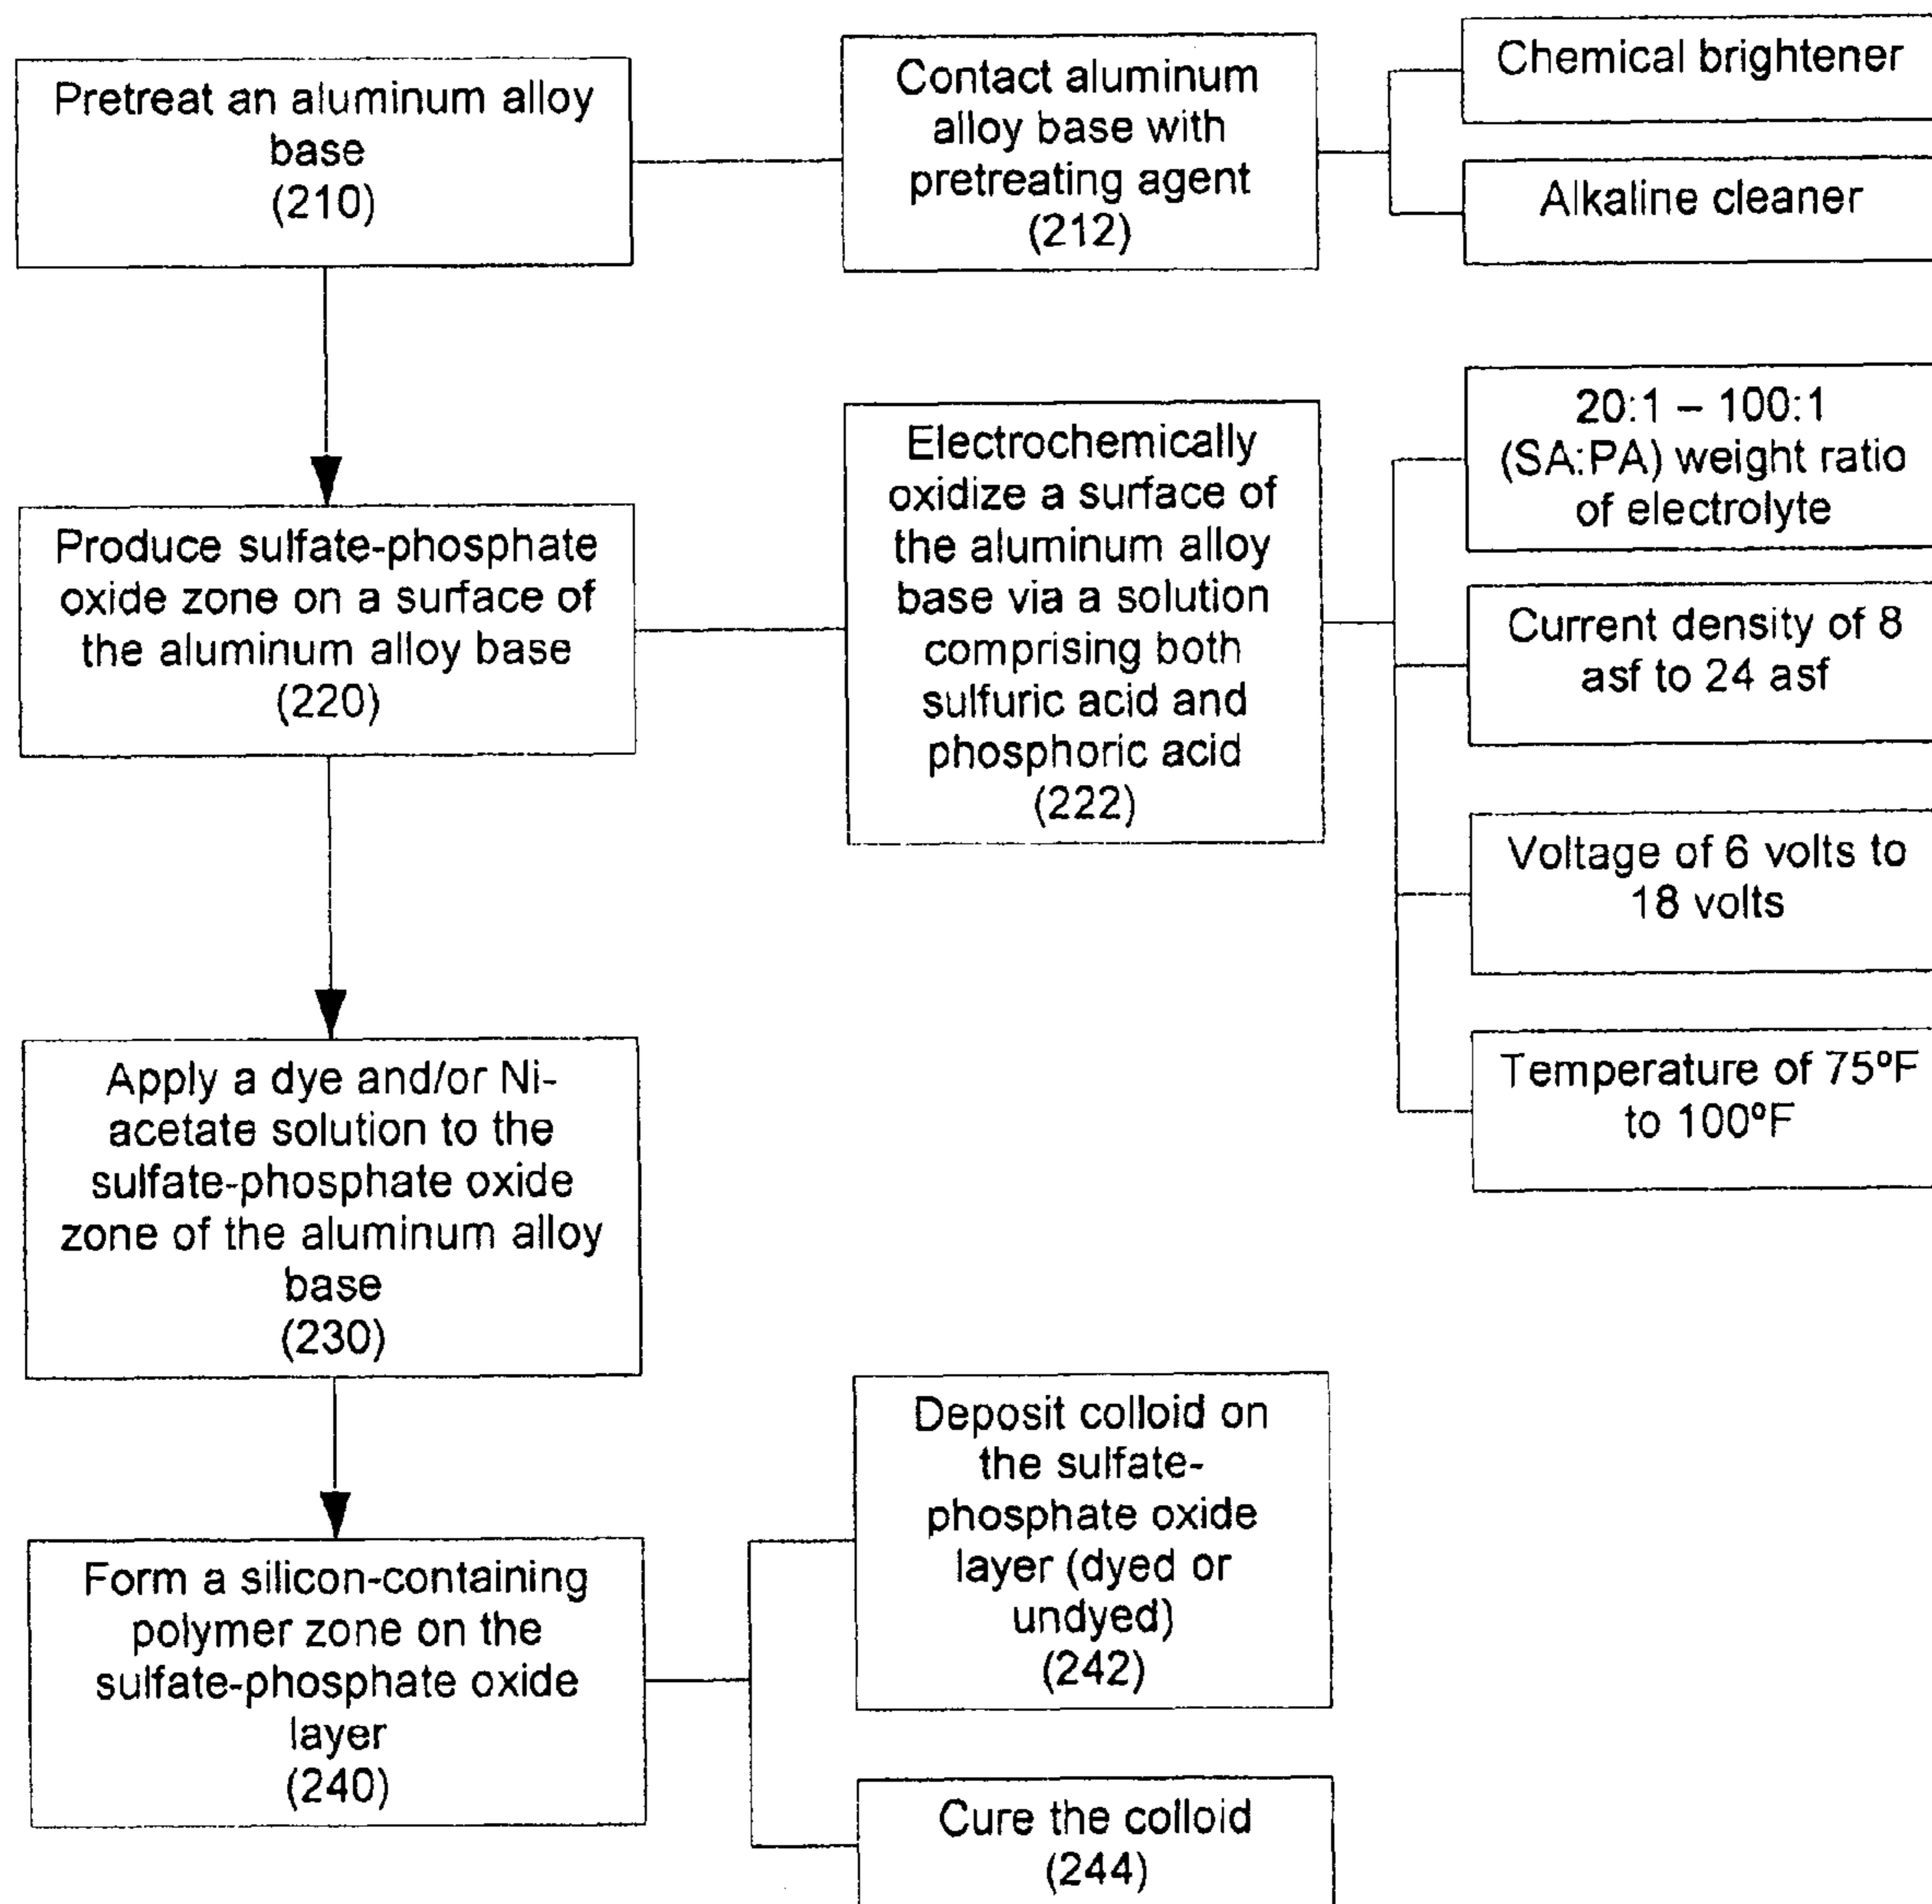 Pretreat an aluminum alloy
base
(210)
Contact aluminum
alloy base with
pretreating agent
(212)
Chemical brightener
Alkaline cleaner
Produce sulfate-phosphate
oxide zone on a surface of
the aluminum alloy base
(220)
Electrochemically
oxidize a surface of
the aluminum alloy
base via a solution
comprising both
sulfuric acid and
phosphoric acid
(222)
20:1 – 100:1
(SA:PA) weight ratio
of electrolyte
Current density of 8
asf to 24 asf
Voltage of 6 volts to
18 volts
Temperature of 75ºF
to 100ºF
Apply a dye and/or Ni-
acetate solution to the
sulfate-phosphate oxide
zone of the aluminum alloy
base
(230)
Form a silicon-containing
polymer zone on the
sulfate-phosphate oxide
layer
(240)
Deposit colloid on
the sulfate-
phosphate oxide
layer (dyed or
undyed)
(242)
Cure the colloid
(244)